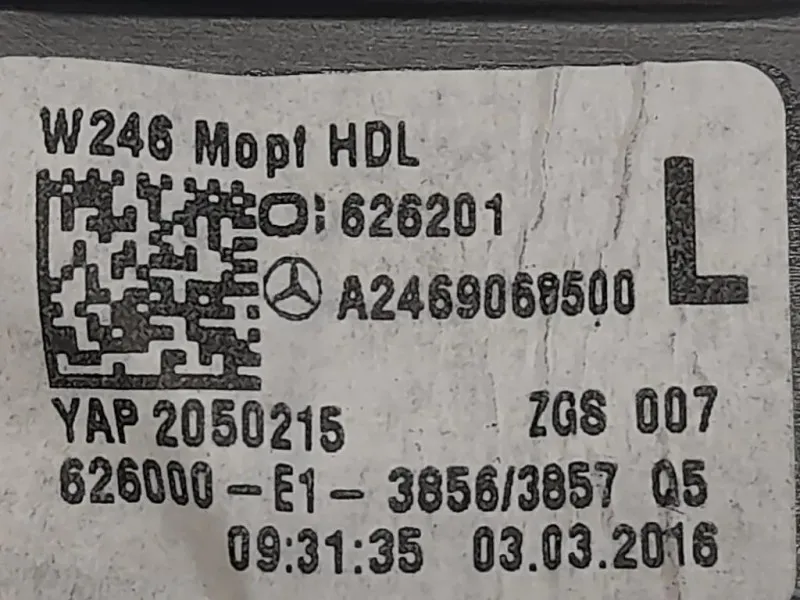 W246 Mopf HDL
O: 626201
L
A2469068500
YAP 2050215 ZGS 007
626000-E1-3856/3857 Q5
09:31:35 03.03.2016